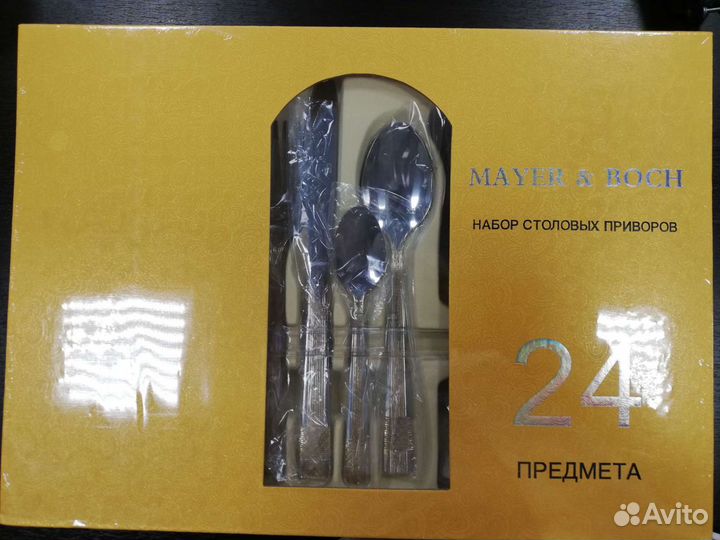 MAYER & BOCH
НАБОР СТОЛОВЫХ ПРИВОРОВ
24
ПРЕДМЕТА
Avito